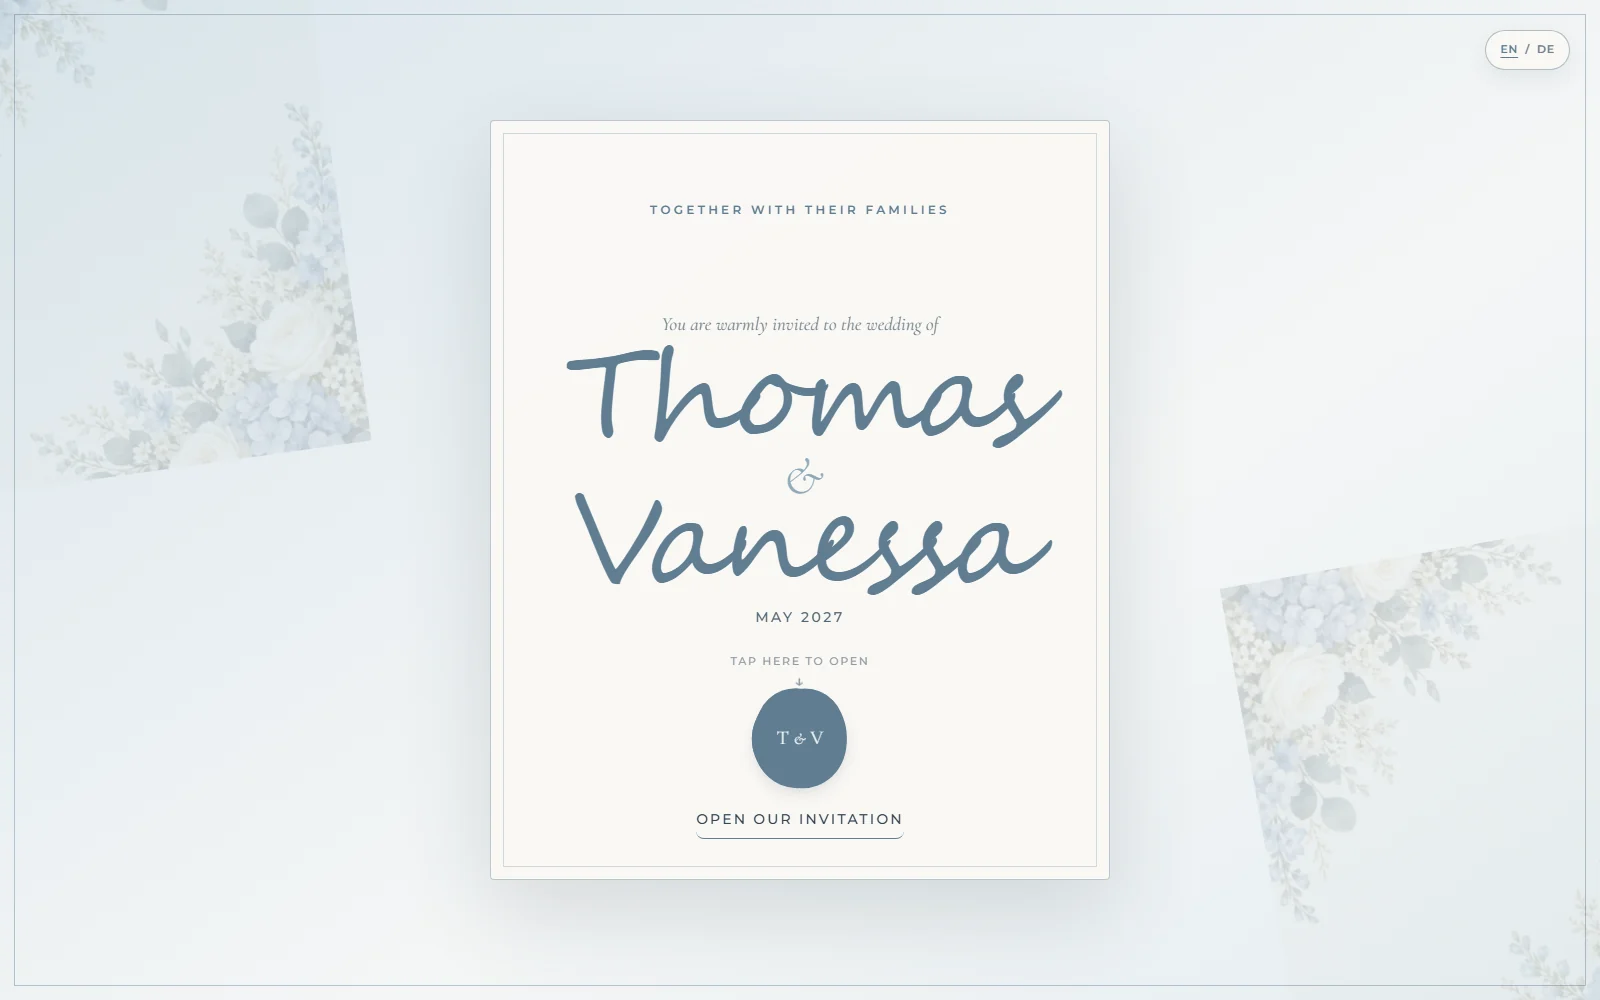 EN / DE
TOGETHER WITH THEIR FAMILIES
You are warmly invited to the wedding of
Thomas
&
Vanessa
MAY 2027
TAP HERE TO OPEN
↓
T & V
OPEN OUR INVITATION